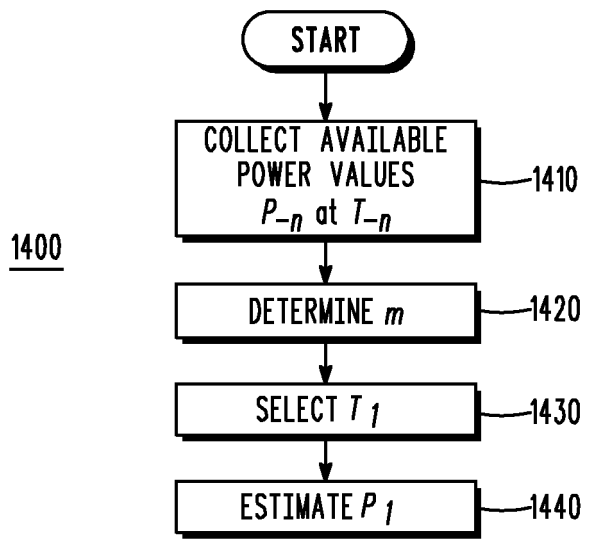 START
COLLECT AVAILABLE
POWER VALUES
P–n at T–n
1410
1400
DETERMINE m
1420
SELECT T1
1430
ESTIMATE P1
1440